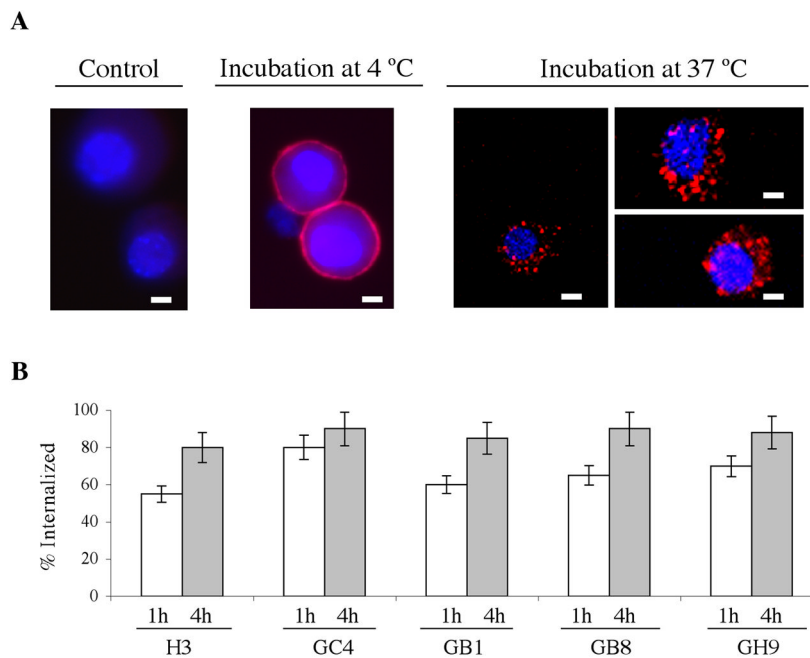 A
Control
Incubation at 4 ºC
Incubation at 37 ºC
B
% Internalized
100
80
60
40
20
0
1h 4h 1h 4h 1h 4h 1h 4h 1h 4h
H3 GC4 GB1 GB8 GH9